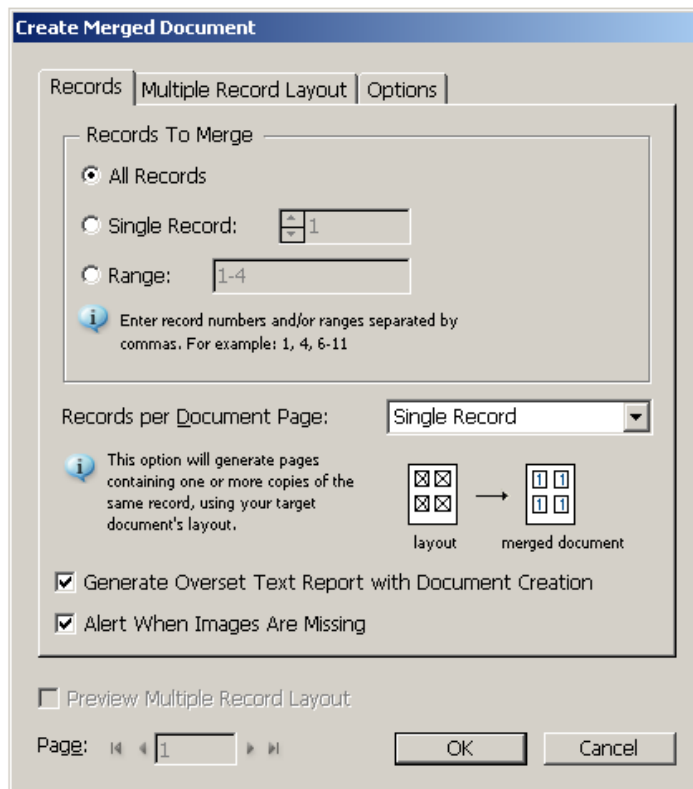 Create Merged Document
Records Multiple Record Layout Options
Records To Merge
All Records
Single Record: 1
Range: 1-4
Enter record numbers and/or ranges separated by
commas. For example: 1, 4, 6-11
Records per Document Page: Single Record
This option will generate pages
containing one or more copies of the
same record, using your target
document's layout.
1 1
1 1
layout merged document
Generate Overset Text Report with Document Creation
Alert When Images Are Missing
Preview Multiple Record Layout
Page: 1 OK Cancel